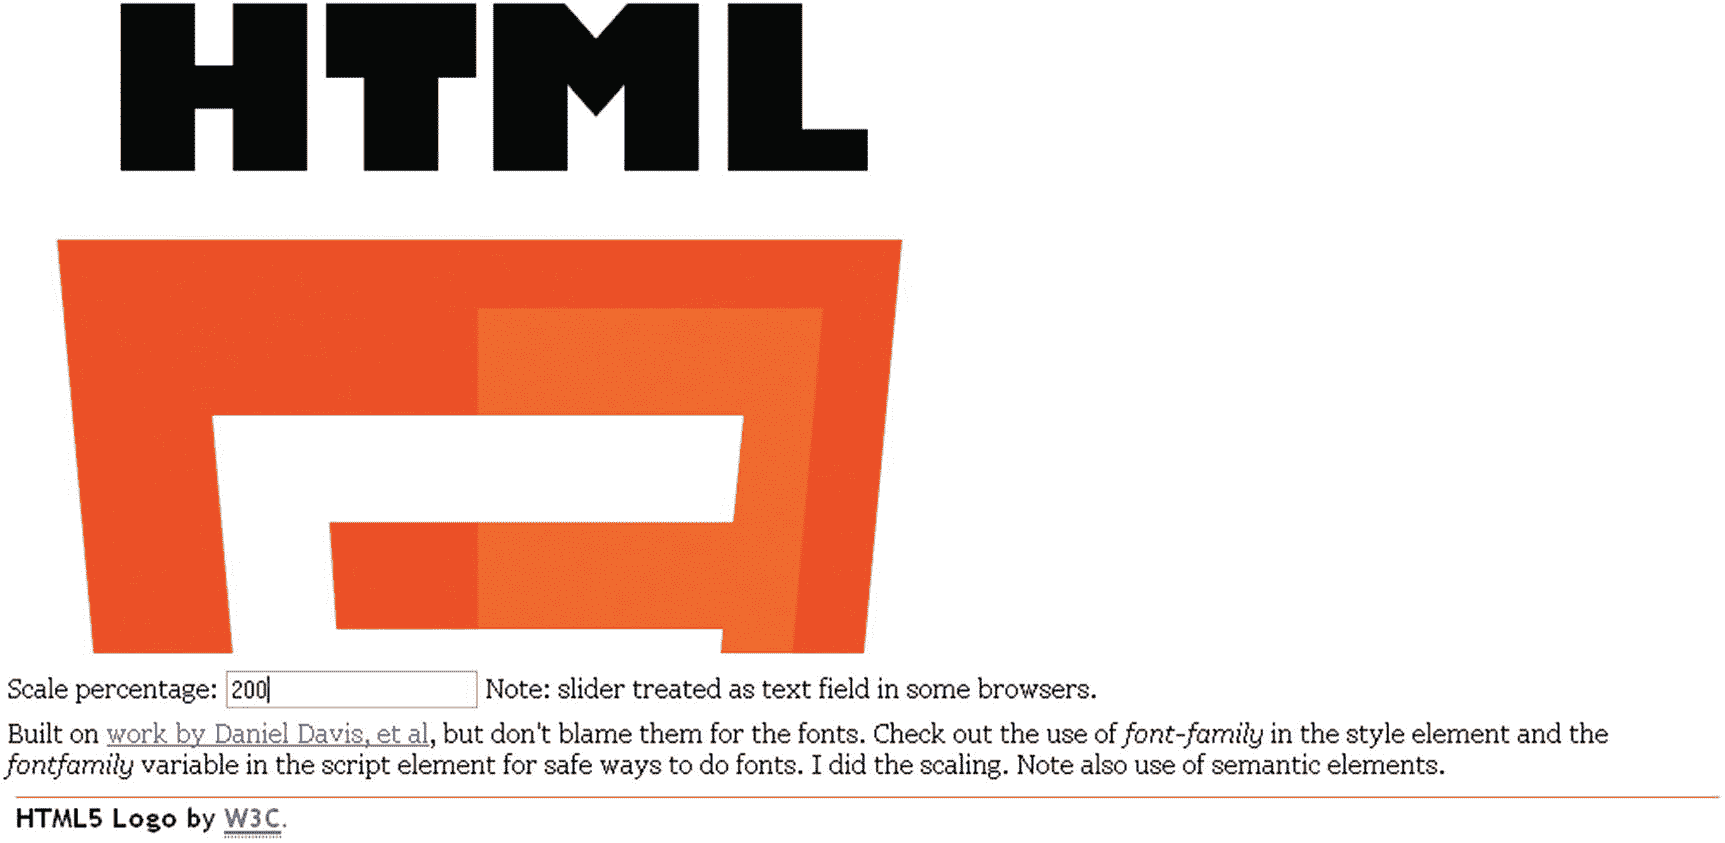 HTML
Scale percentage: 200 Note: slider treated as text field in some browsers.
Built on work by Daniel Davis, et al, but don't blame them for the fonts. Check out the use of font-family in the style element and the
fontfamily variable in the script element for safe ways to do fonts. I did the scaling. Note also use of semantic elements.
HTML5 Logo by W3C.